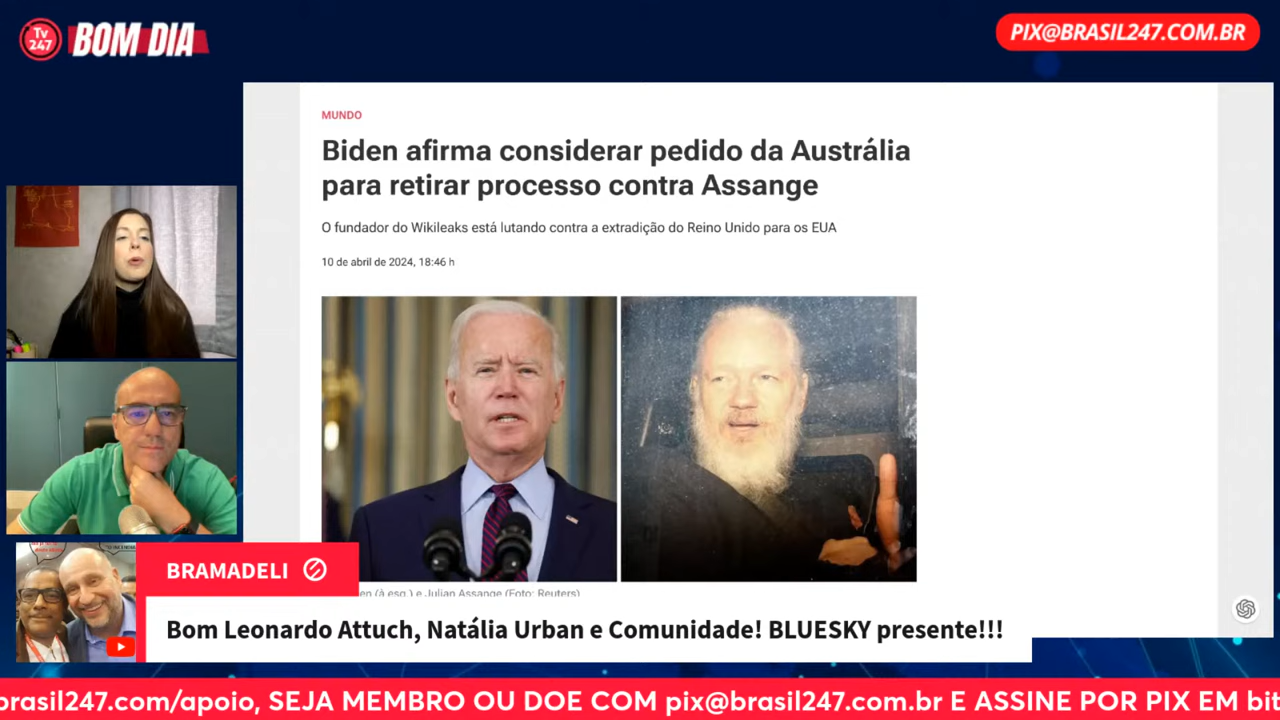 Tv 247
BOM DIA
PIX@BRASIL247.COM.BR
MUNDO
Biden afirma considerar pedido da Austrália
para retirar processo contra Assange
O fundador do Wikileaks está lutando contra a extradição do Reino Unido para os EUA
10 de abril de 2024, 18:46 h
(à esq.) e Julian Assange (Foto: Reuters)
BRAMADELI
Bom Leonardo Attuch, Natália Urban e Comunidade! BLUESKY presente!!!
brasil247.com/apoio, SEJA MEMBRO OU DOE COM pix@brasil247.com.br E ASSINE POR PIX EM bit